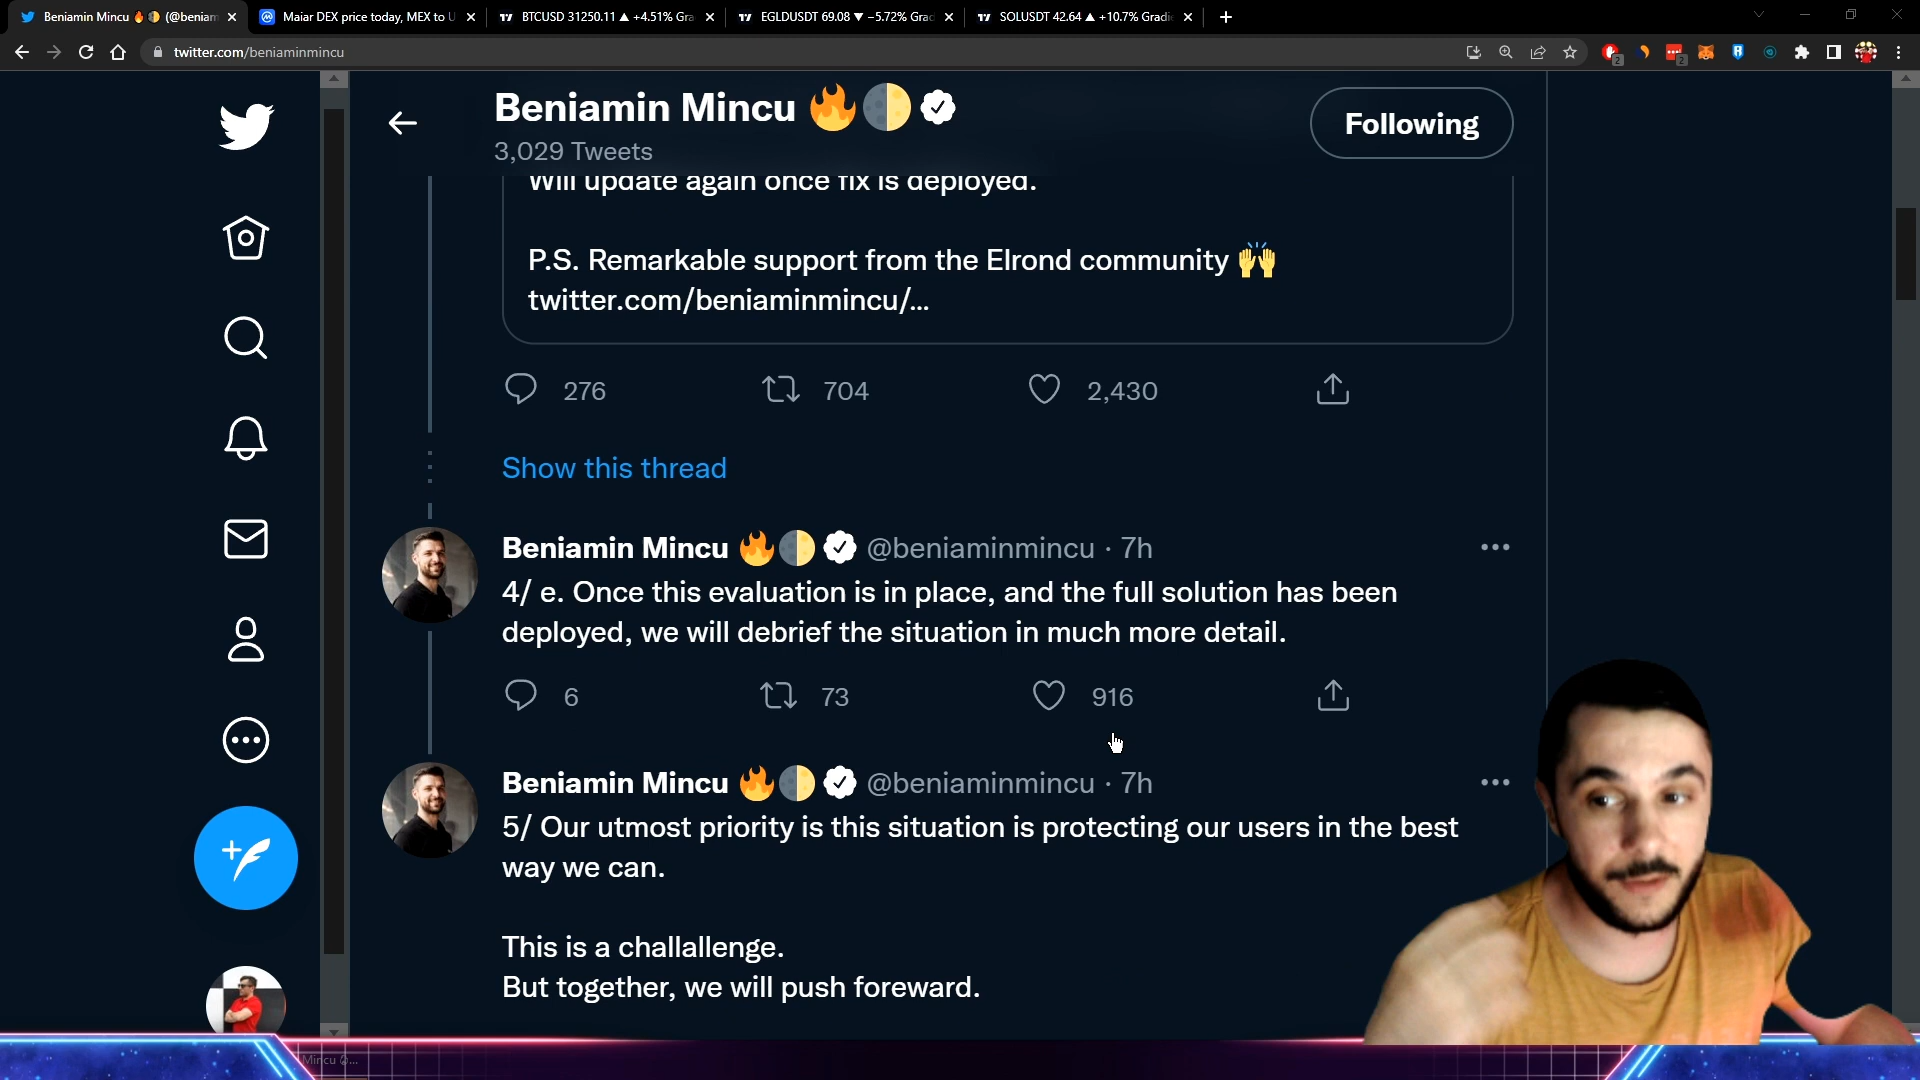 Beniamin Mincu 🔥🌓 (@beniam
Maiar DEX price today, MEX to U
BTCUSD 31250.11 ▲ +4.51% Gra
EGLDUSDT 69.08 ▼ −5.72% Grad
SOLUSDT 42.64 ▲ +10.7% Gradi
twitter.com/beniaminmincu
2
2
Beniamin Mincu 🔥🌓
3,029 Tweets
Following
Will update again once fix is deployed.
P.S. Remarkable support from the Elrond community 🙌
twitter.com/beniaminmincu/...
276
704
2,430
Show this thread
Beniamin Mincu 🔥🌓 @beniaminmincu · 7h
4/ e. Once this evaluation is in place, and the full solution has been
deployed, we will debrief the situation in much more detail.
6
73
916
Beniamin Mincu 🔥🌓 @beniaminmincu · 7h
5/ Our utmost priority is this situation is protecting our users in the best
way we can.
This is a challallenge.
But together, we will push foreward.